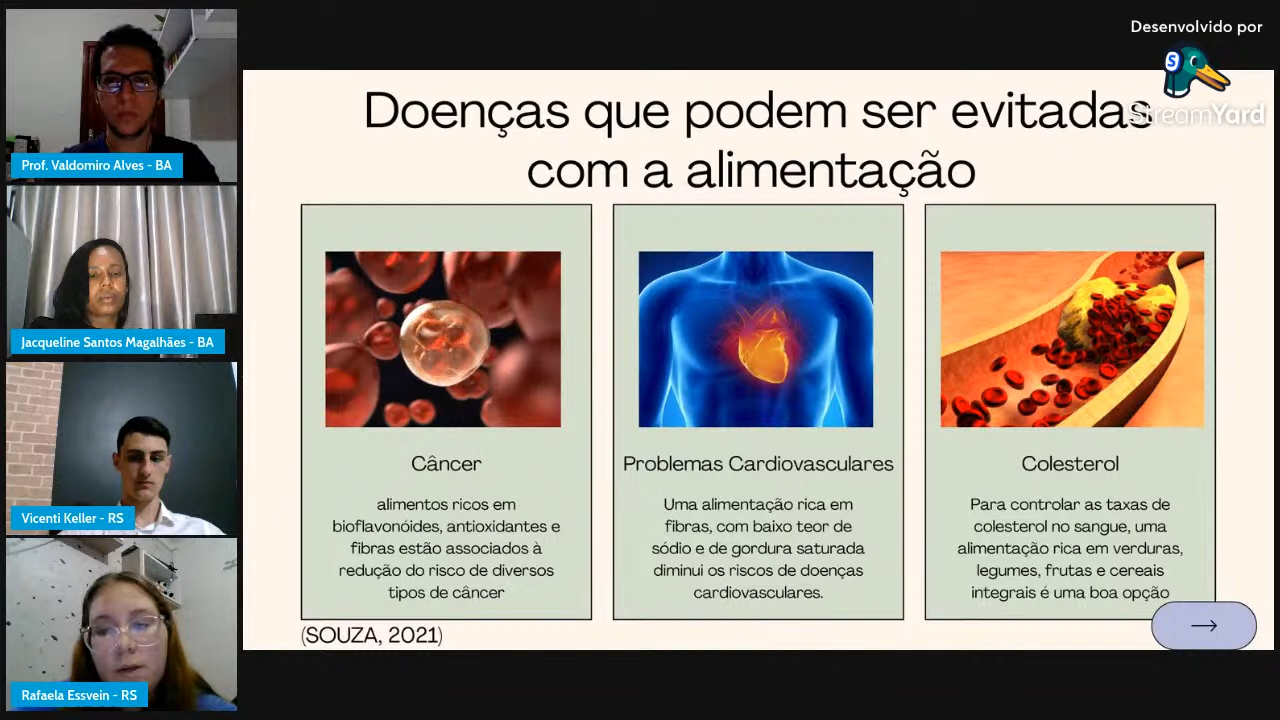 Desenvolvido por
StreamYard
Doenças que podem ser evitadas
com a alimentação
Prof. Valdomiro Alves - BA
Jacqueline Santos Magalhães - BA
Vicenti Keller - RS
Rafaela Essvein - RS
Câncer
alimentos ricos em
bioflavonóides, antioxidantes e
fibras estão associados à
redução do risco de diversos
tipos de câncer
Problemas Cardiovasculares
Uma alimentação rica em
fibras, com baixo teor de
sódio e de gordura saturada
diminui os riscos de doenças
cardiovasculares.
Colesterol
Para controlar as taxas de
colesterol no sangue, uma
alimentação rica em verduras,
legumes, frutas e cereais
integrais é uma boa opção
(SOUZA, 2021)